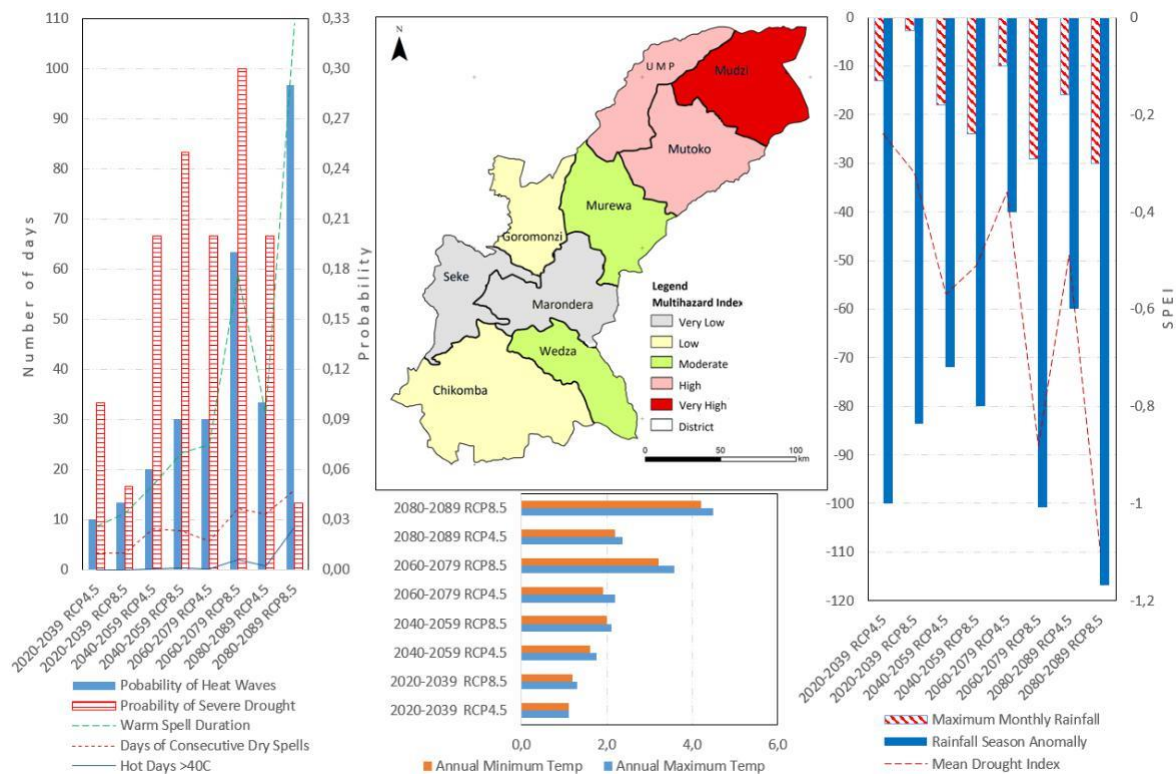 110
100
90
80
70
60
50
40
30
20
10
0
Number of days
0,33
0,30
0,27
0,24
0,21
0,18
0,15
0,12
0,09
0,06
0,03
0,00
Probability
2020-2039 RCP4.5
2020-2039 RCP8.5
2040-2059 RCP4.5
2040-2059 RCP8.5
2060-2079 RCP4.5
2060-2079 RCP8.5
2080-2089 RCP4.5
2080-2089 RCP8.5
Pobability of Heat Waves
Proability of Severe Drought
Warm Spell Duration
Days of Consecutive Dry Spells
Hot Days >40C
N
U M P
Mudzi
Mutoko
Murewa
Goromonzi
Seke
Marondera
Wedza
Chikomba
Legend
Multihazard Index
Very Low
Low
Moderate
High
Very High
District
0 50 100
km
2080-2089 RCP8.5
2080-2089 RCP4.5
2060-2079 RCP8.5
2060-2079 RCP4.5
2040-2059 RCP8.5
2040-2059 RCP4.5
2020-2039 RCP8.5
2020-2039 RCP4.5
0,0 2,0 4,0 6,0
Annual Minimum Temp Annual Maximum Temp
-0
-10
-20
-30
-40
-50
-60
-70
-80
-90
-100
-110
-120
0
-0,2
-0,4
-0,6
-0,8
-1
-1,2
SPEI
2020-2039 RCP4.5
2020-2039 RCP8.5
2040-2059 RCP4.5
2040-2059 RCP8.5
2060-2079 RCP4.5
2060-2079 RCP8.5
2080-2089 RCP4.5
2080-2089 RCP8.5
Maximum Monthly Rainfall
Rainfall Season Anomally
Mean Drought Index